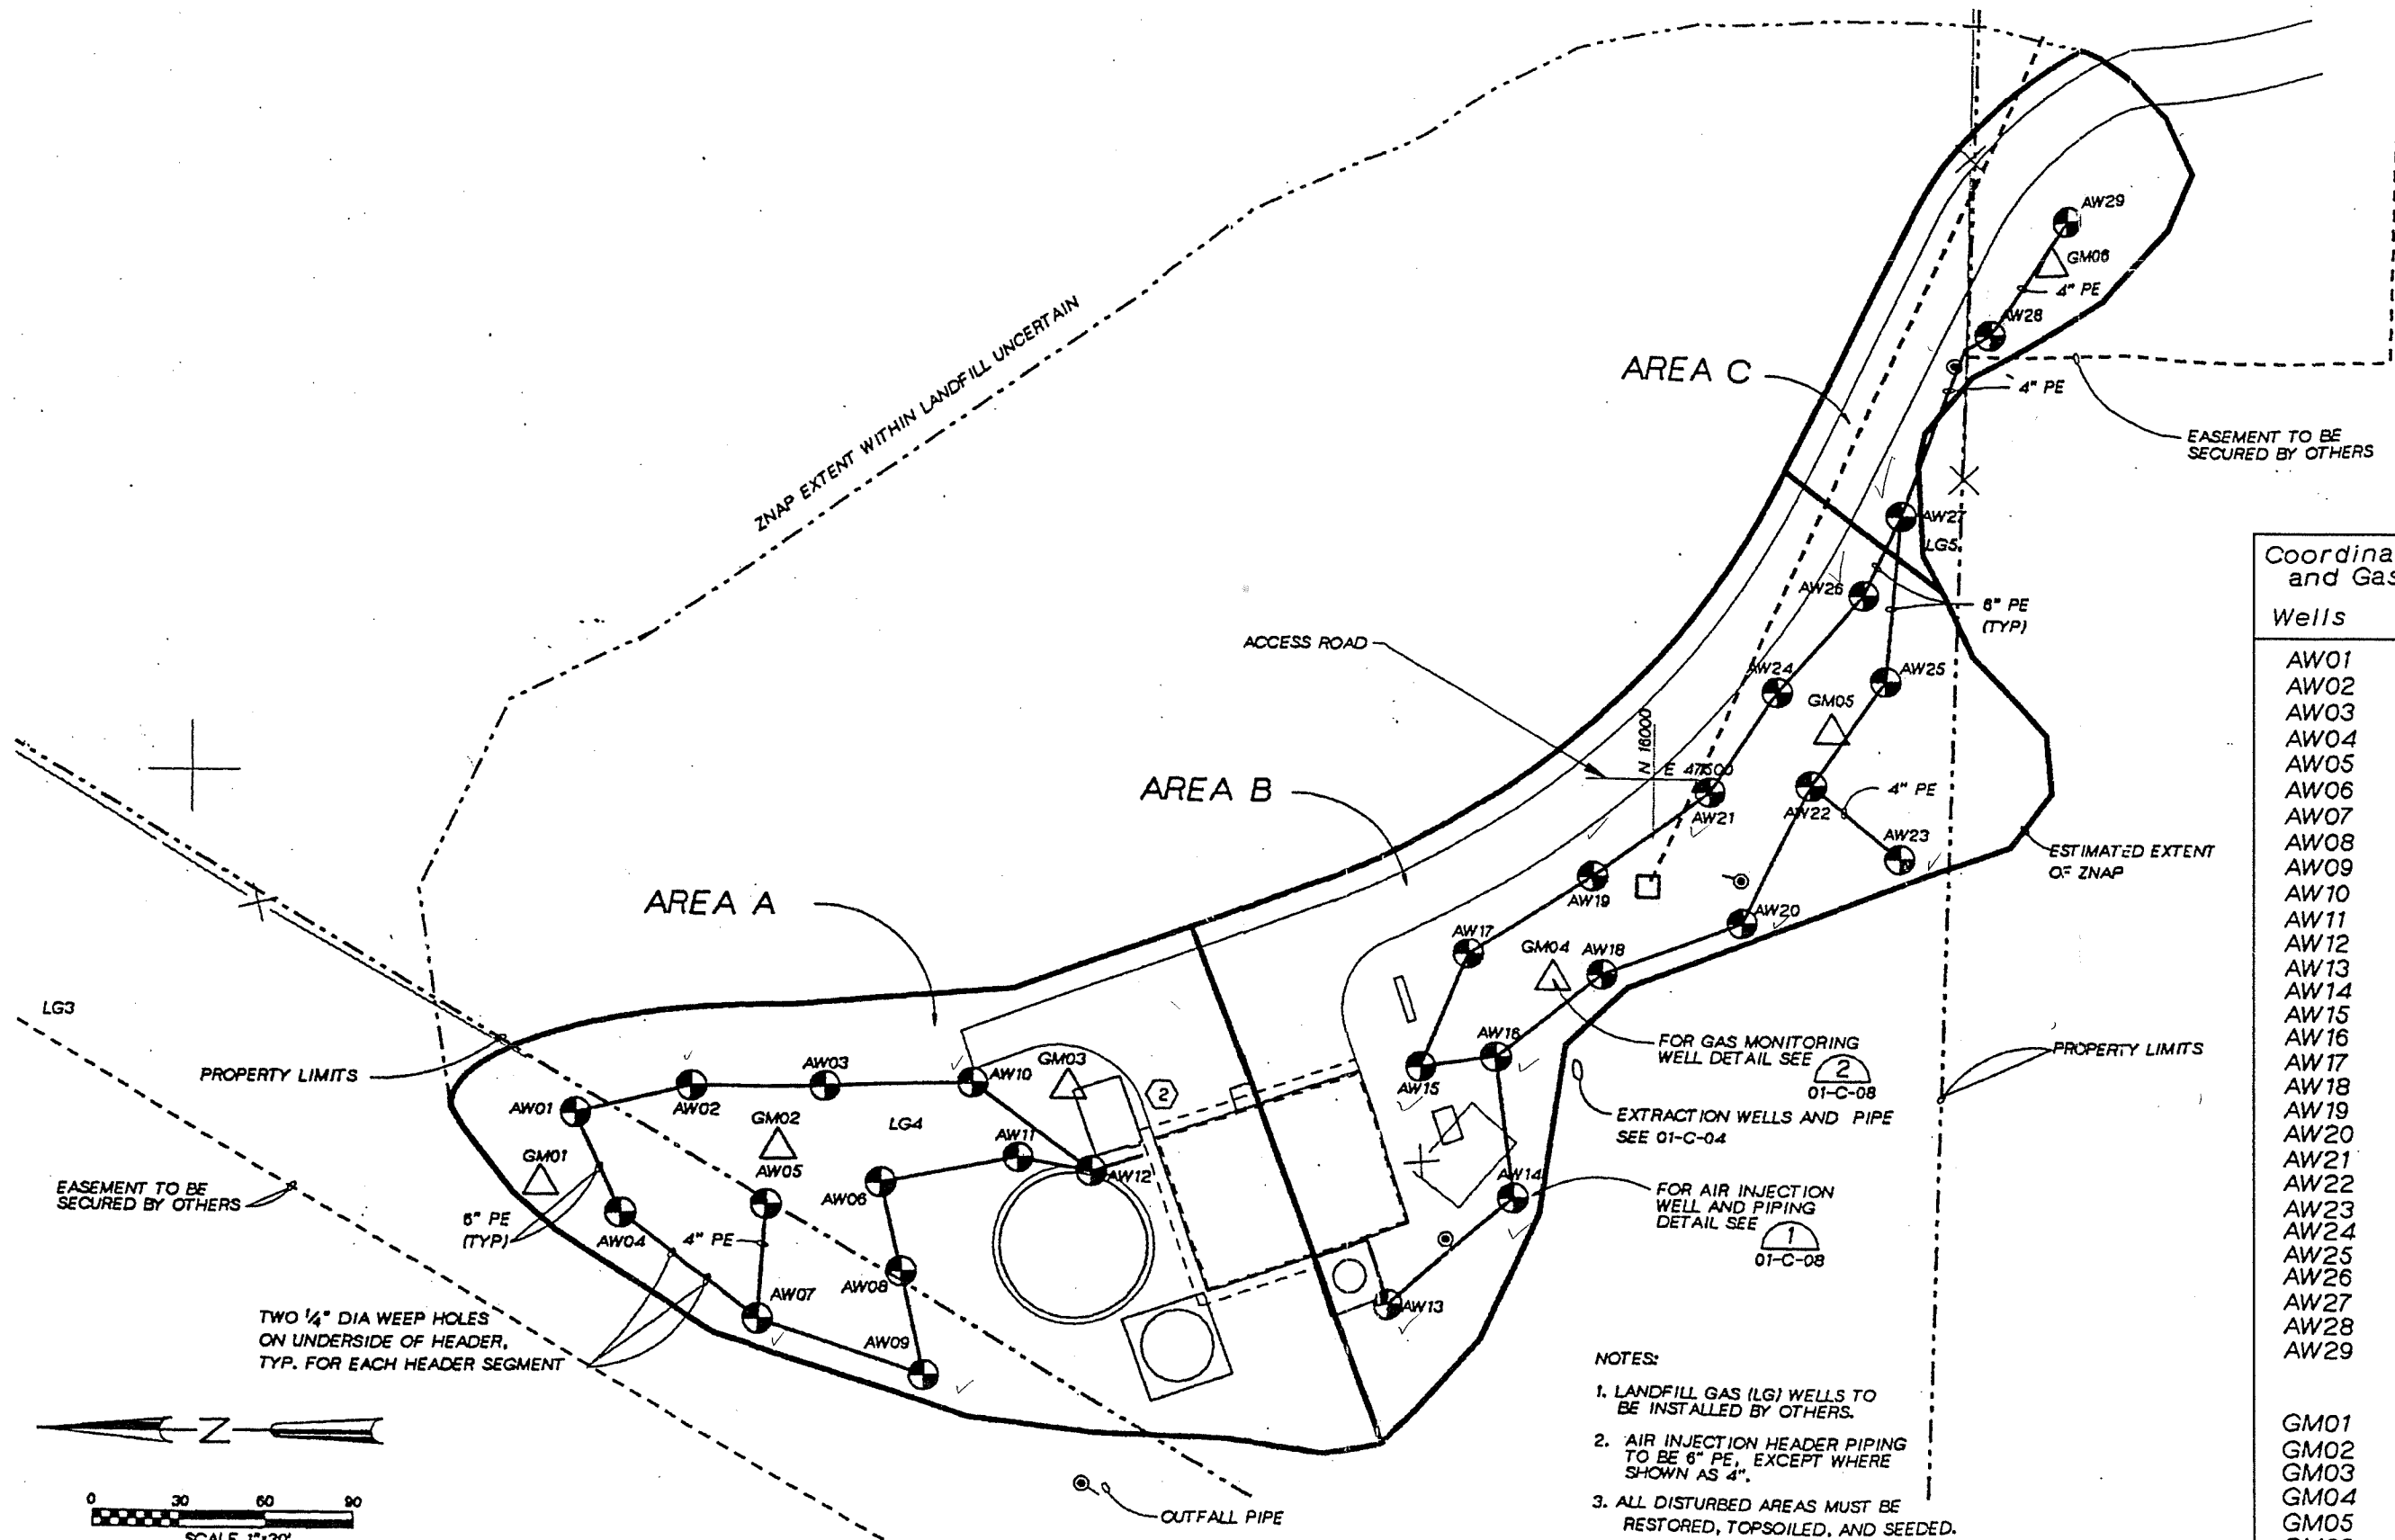 AW29
GM06
4" PE
AW28
AREA C
4" PE
ZNAP EXTENT WITHIN LANDFILL UNCERTAIN
EASEMENT TO BE
SECURED BY OTHERS
AW27
LG5
AW26
6" PE
(TYP)
ACCESS ROAD
AW24
AW25
GM05
N 16000
E 47500
AREA B
4" PE
AW21
AW22
AW23
ESTIMATED EXTENT
OF ZNAP
AREA A
AW19
AW20
AW17
GM04
AW18
LG3
AW16
FOR GAS MONITORING
WELL DETAIL SEE
2
01-C-08
PROPERTY LIMITS
PROPERTY LIMITS
AW03
GM03
AW10
AW15
2
AW01
AW02
GM02
LG4
EXTRACTION WELLS AND PIPE
SEE 01-C-04
AW11
GM01
AW05
AW12
AW14
EASEMENT TO BE
SECURED BY OTHERS
AW06
FOR AIR INJECTION
WELL AND PIPING
DETAIL SEE
1
01-C-08
6" PE
(TYP)
AW04
4" PE
AW08
AW07
AW13
TWO 1/4" DIA WEEP HOLES
ON UNDERSIDE OF HEADER,
TYP. FOR EACH HEADER SEGMENT
AW09
Z
0 30 60 90
SCALE 1"=30'
OUTFALL PIPE
NOTES:
1. LANDFILL GAS (LG) WELLS TO
BE INSTALLED BY OTHERS.
2. AIR INJECTION HEADER PIPING
TO BE 6" PE, EXCEPT WHERE
SHOWN AS 4".
3. ALL DISTURBED AREAS MUST BE
RESTORED, TOPSOILED, AND SEEDED.
Coordina
and Gas
Wells
AW01
AW02
AW03
AW04
AW05
AW06
AW07
AW08
AW09
AW10
AW11
AW12
AW13
AW14
AW15
AW16
AW17
AW18
AW19
AW20
AW21
AW22
AW23
AW24
AW25
AW26
AW27
AW28
AW29
GM01
GM02
GM03
GM04
GM05